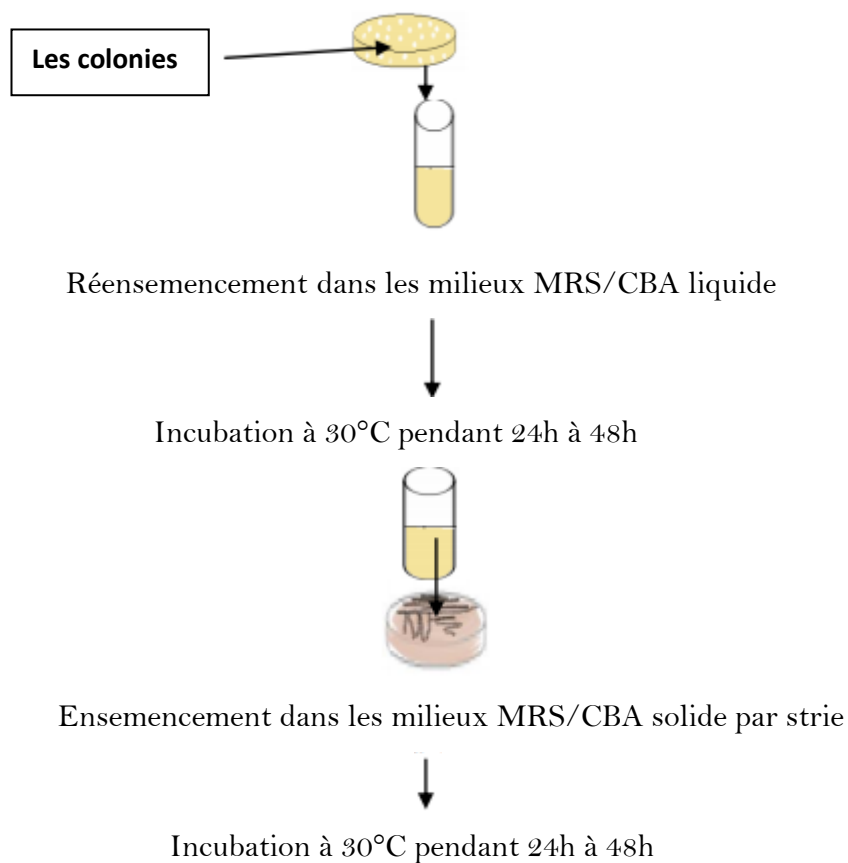 Les colonies
Réensemencement dans les milieux MRS/CBA liquide
Incubation à 30°C pendant 24h à 48h
Ensemencement dans les milieux MRS/CBA solide par strie
Incubation à 30°C pendant 24h à 48h